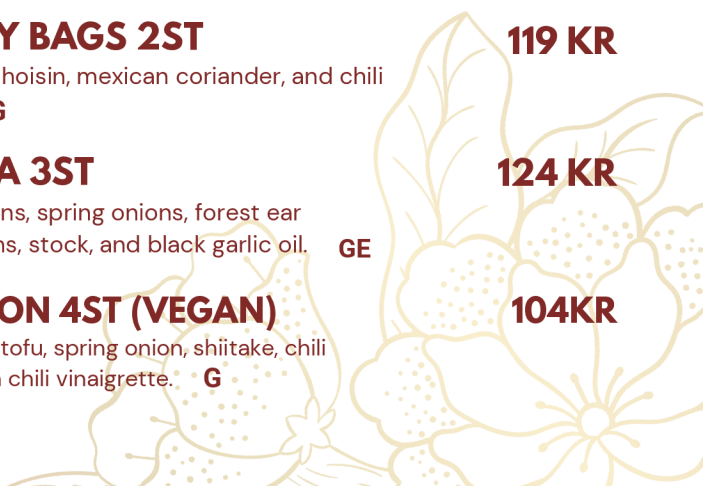 Y BAGS 2ST
119 KR
hoisin, mexican coriander, and chili
G
A 3ST
124 KR
ns, spring onions, forest ear
ns, stock, and black garlic oil.
GE
ON 4ST (VEGAN)
104KR
tofu, spring onion, shiitake, chili
chili vinaigrette.
G